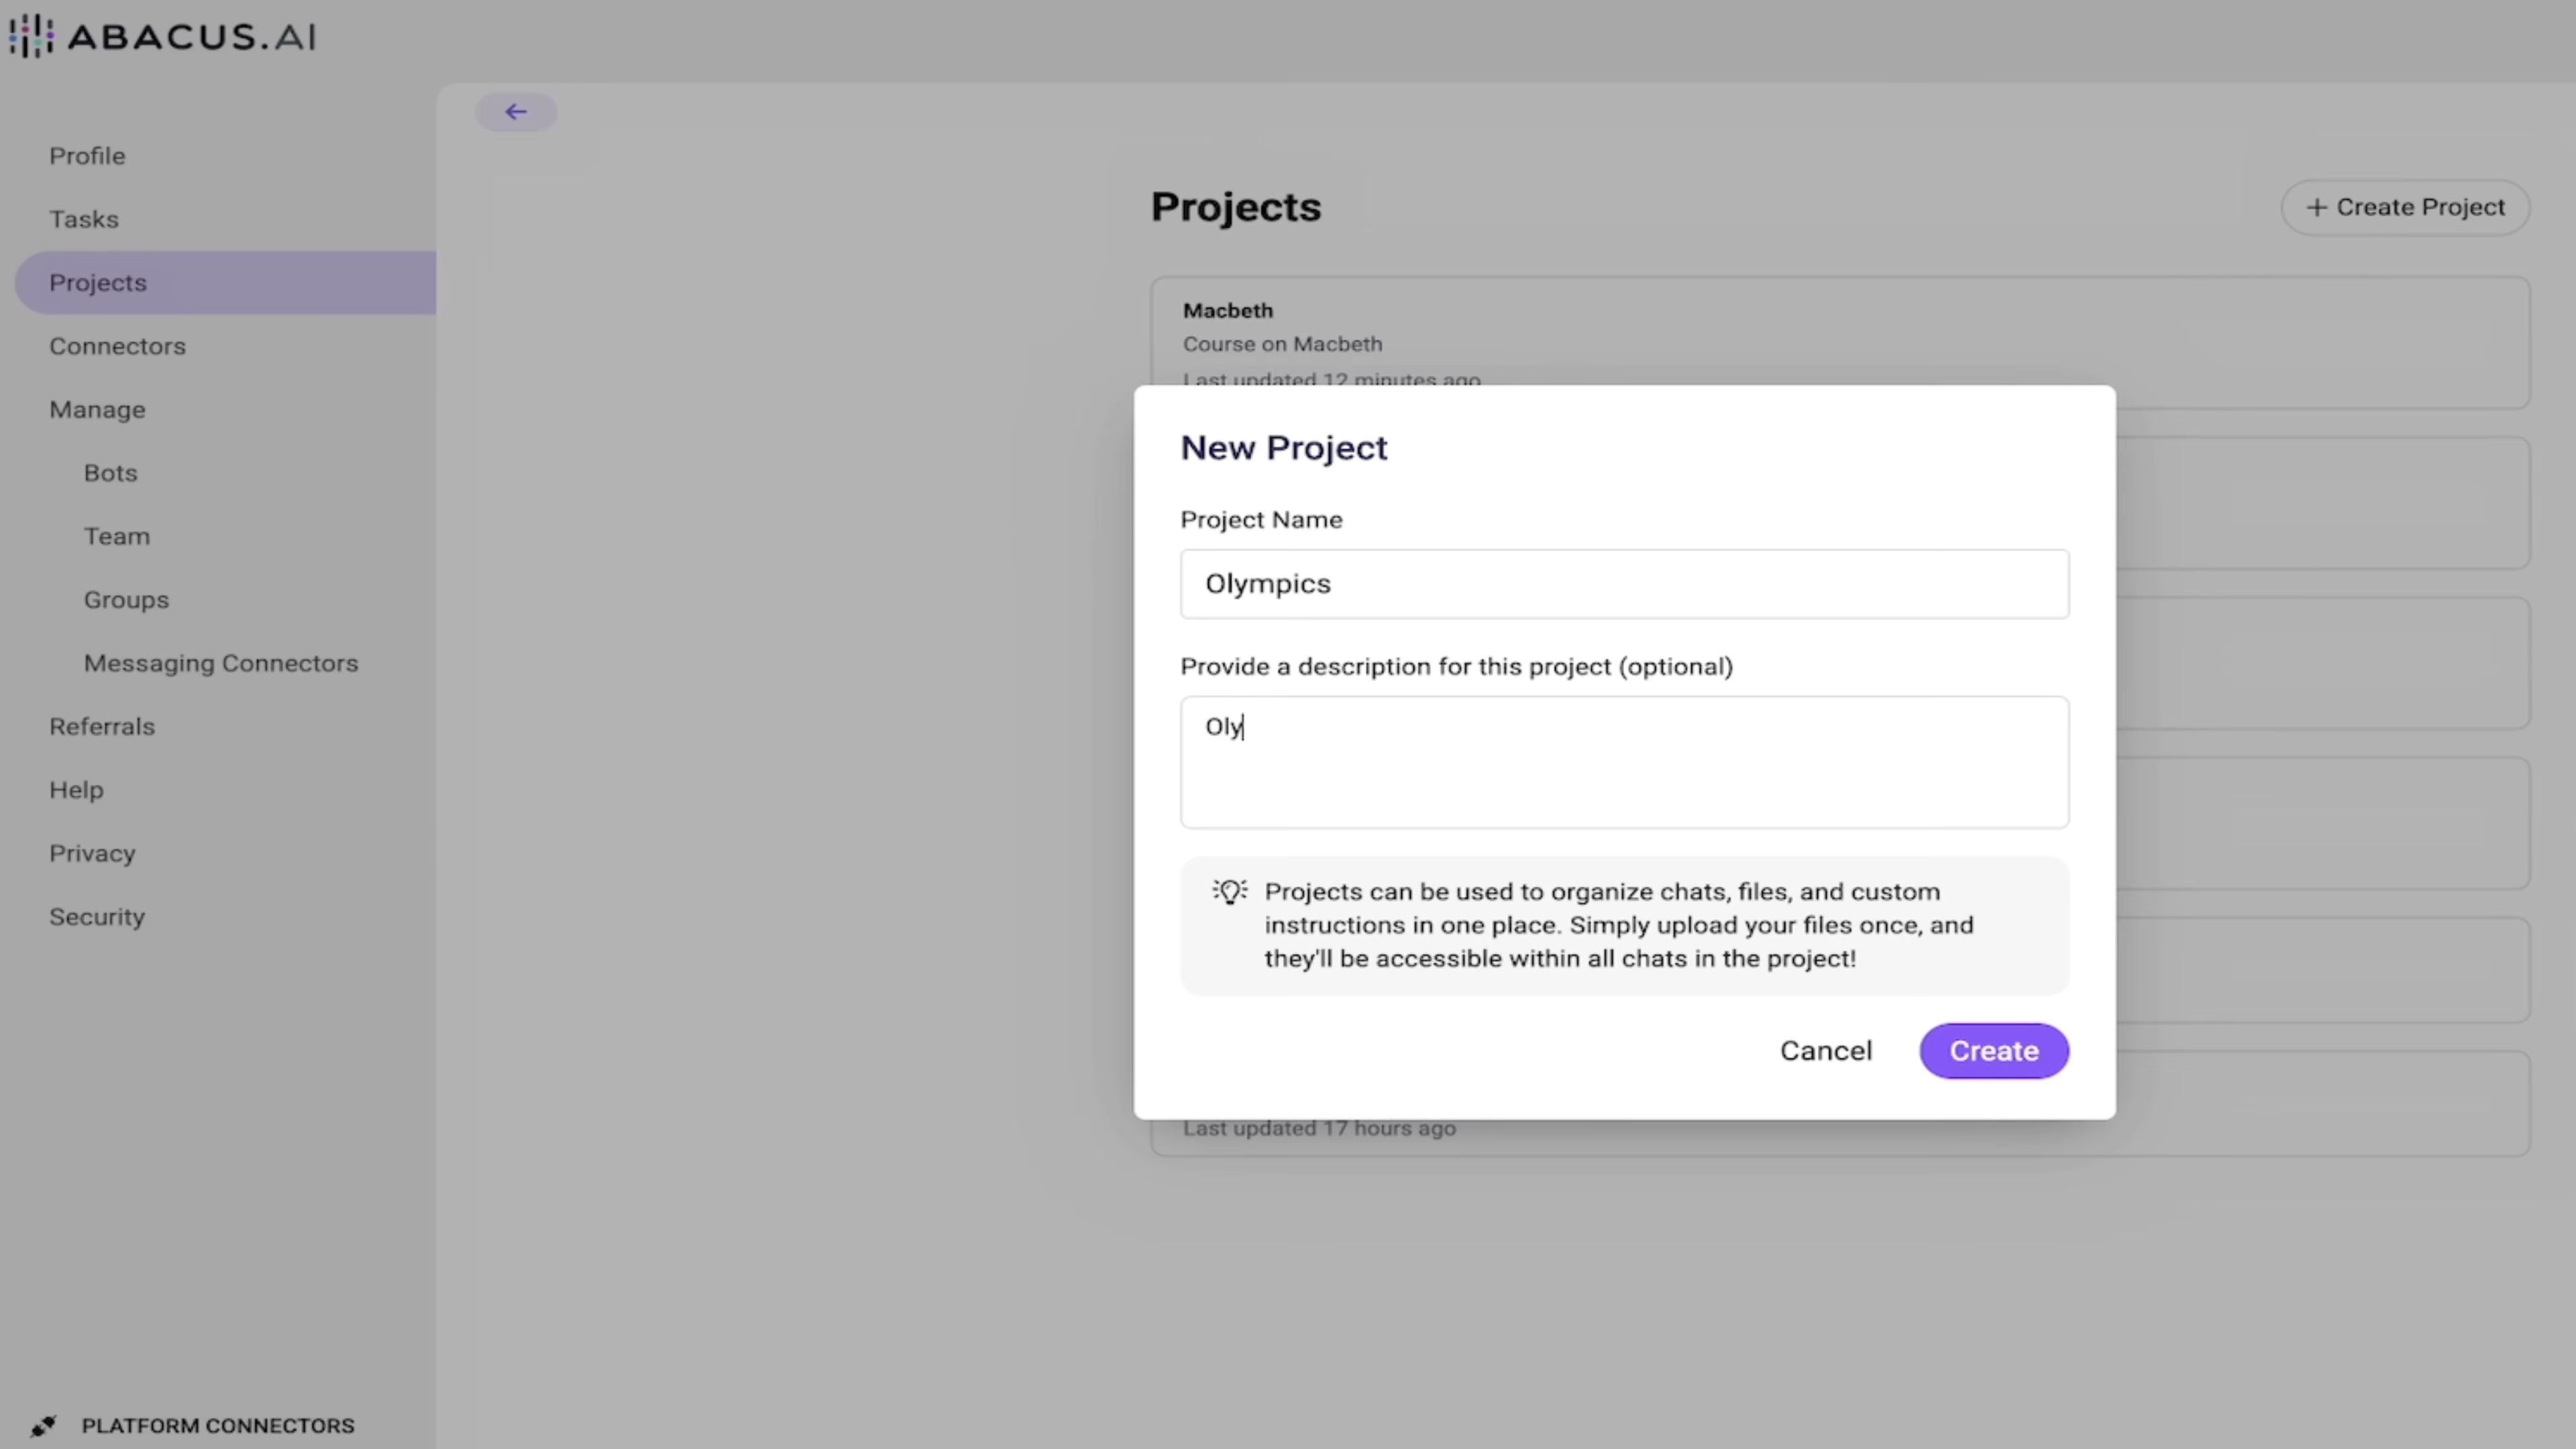 ABACUS.AI
Profile
Tasks
Projects
Connectors
Manage
Bots
Team
Groups
Messaging Connectors
Referrals
Help
Privacy
Security
PLATFORM CONNECTORS
Projects
+ Create Project
Macbeth
Course on Macbeth
Last updated 12 minutes ago
New Project
Project Name
Olympics
Provide a description for this project (optional)
Oly
Projects can be used to organize chats, files, and custom
instructions in one place. Simply upload your files once, and
they'll be accessible within all chats in the project!
Cancel
Create
Last updated 17 hours ago